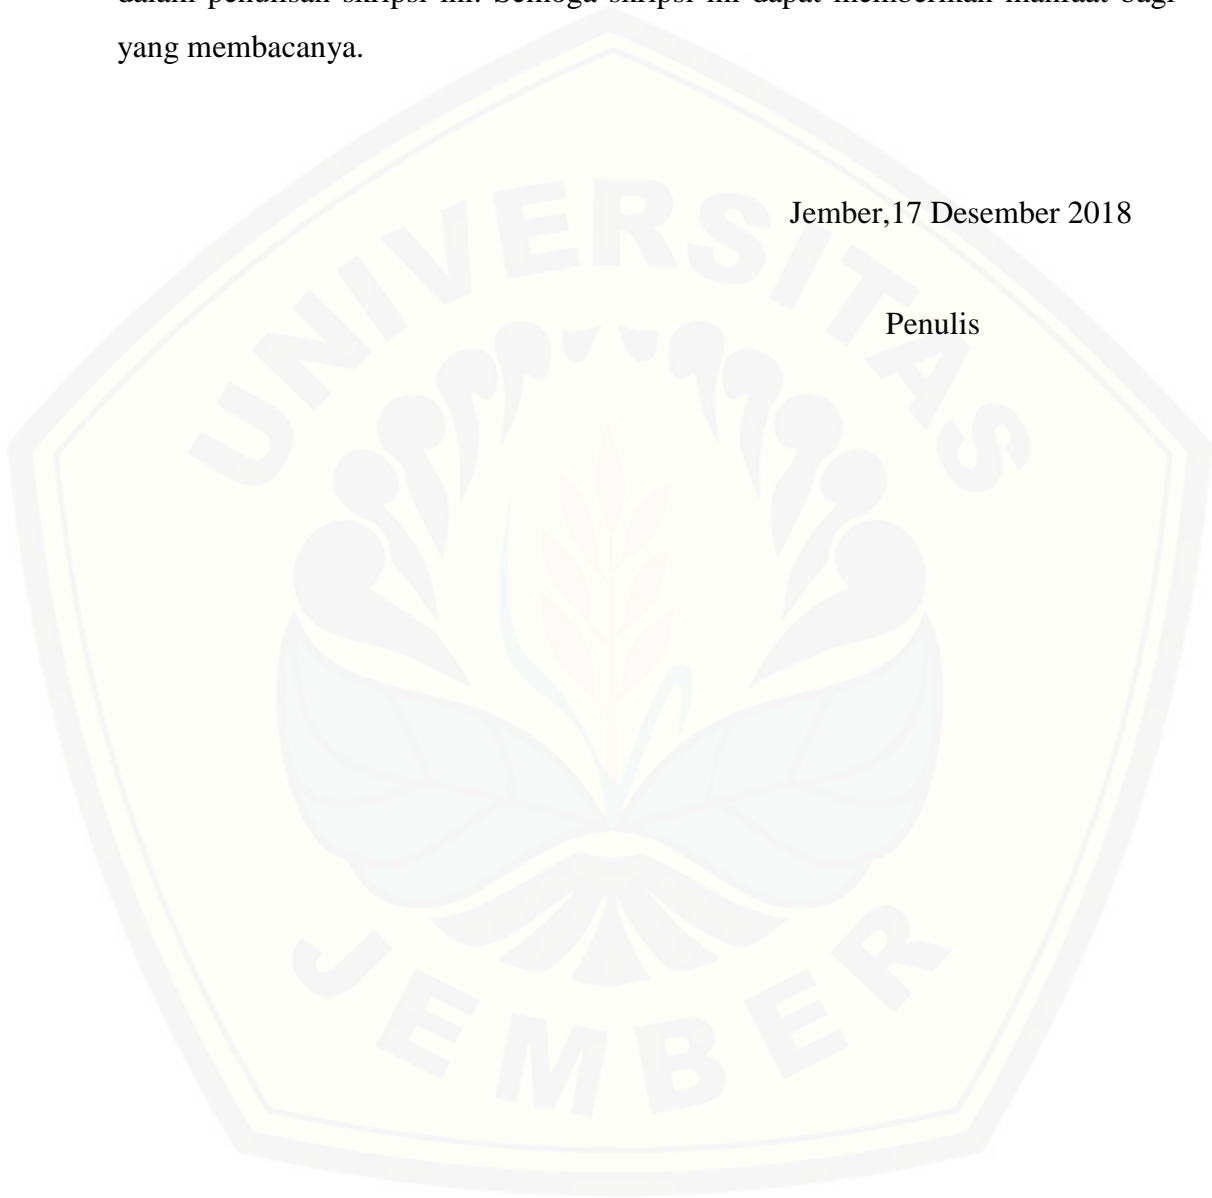 dalam penulisan skripsi ini. Semoga skripsi ini dapat memberikan manfaat bagi
yang membacanya.
Jember,17 Desember 2018
Penulis
UNIVERSITAS
JEMBER